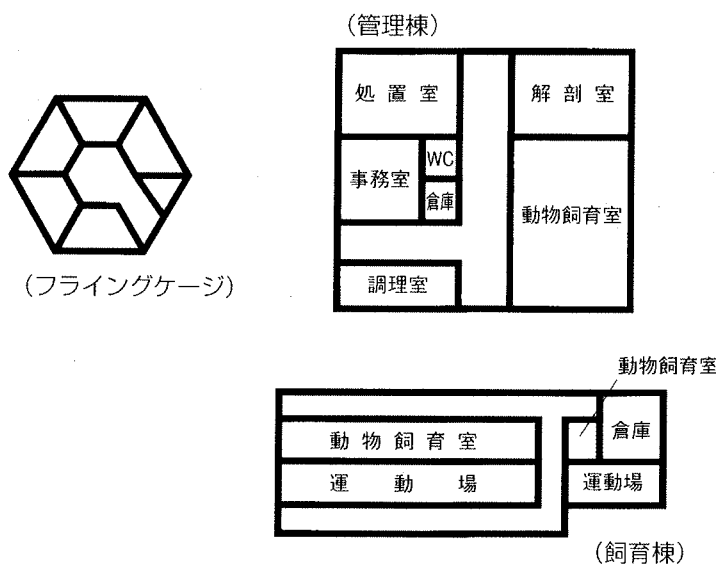 （管理棟）
処置室
解剖室
WC
事務室
倉庫
動物飼育室
調理室
（フライングケージ）
動物飼育室
動物飼育室
倉庫
運動場
運動場
（飼育棟）